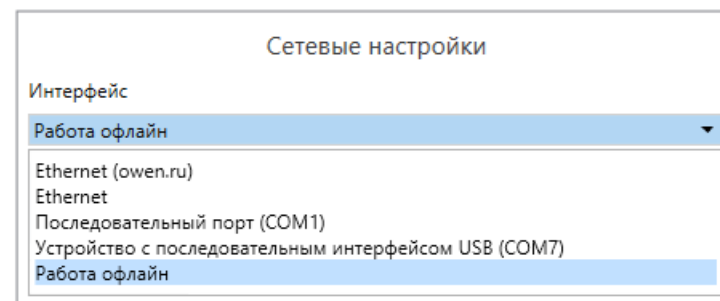 Сетевые настройки
Интерфейс
Работа офлайн
Ethernet (owen.ru)
Ethernet
Последовательный порт (COM1)
Устройство с последовательным интерфейсом USB (COM7)
Работа офлайн